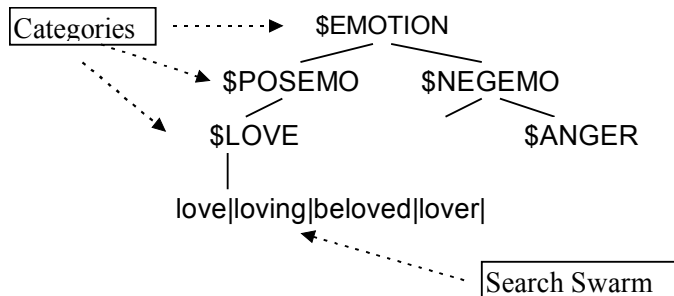 Categories
$EMOTION
$POSEMO $NEGEMO
$LOVE $ANGER
love|loving|beloved|lover|
Search Swarm